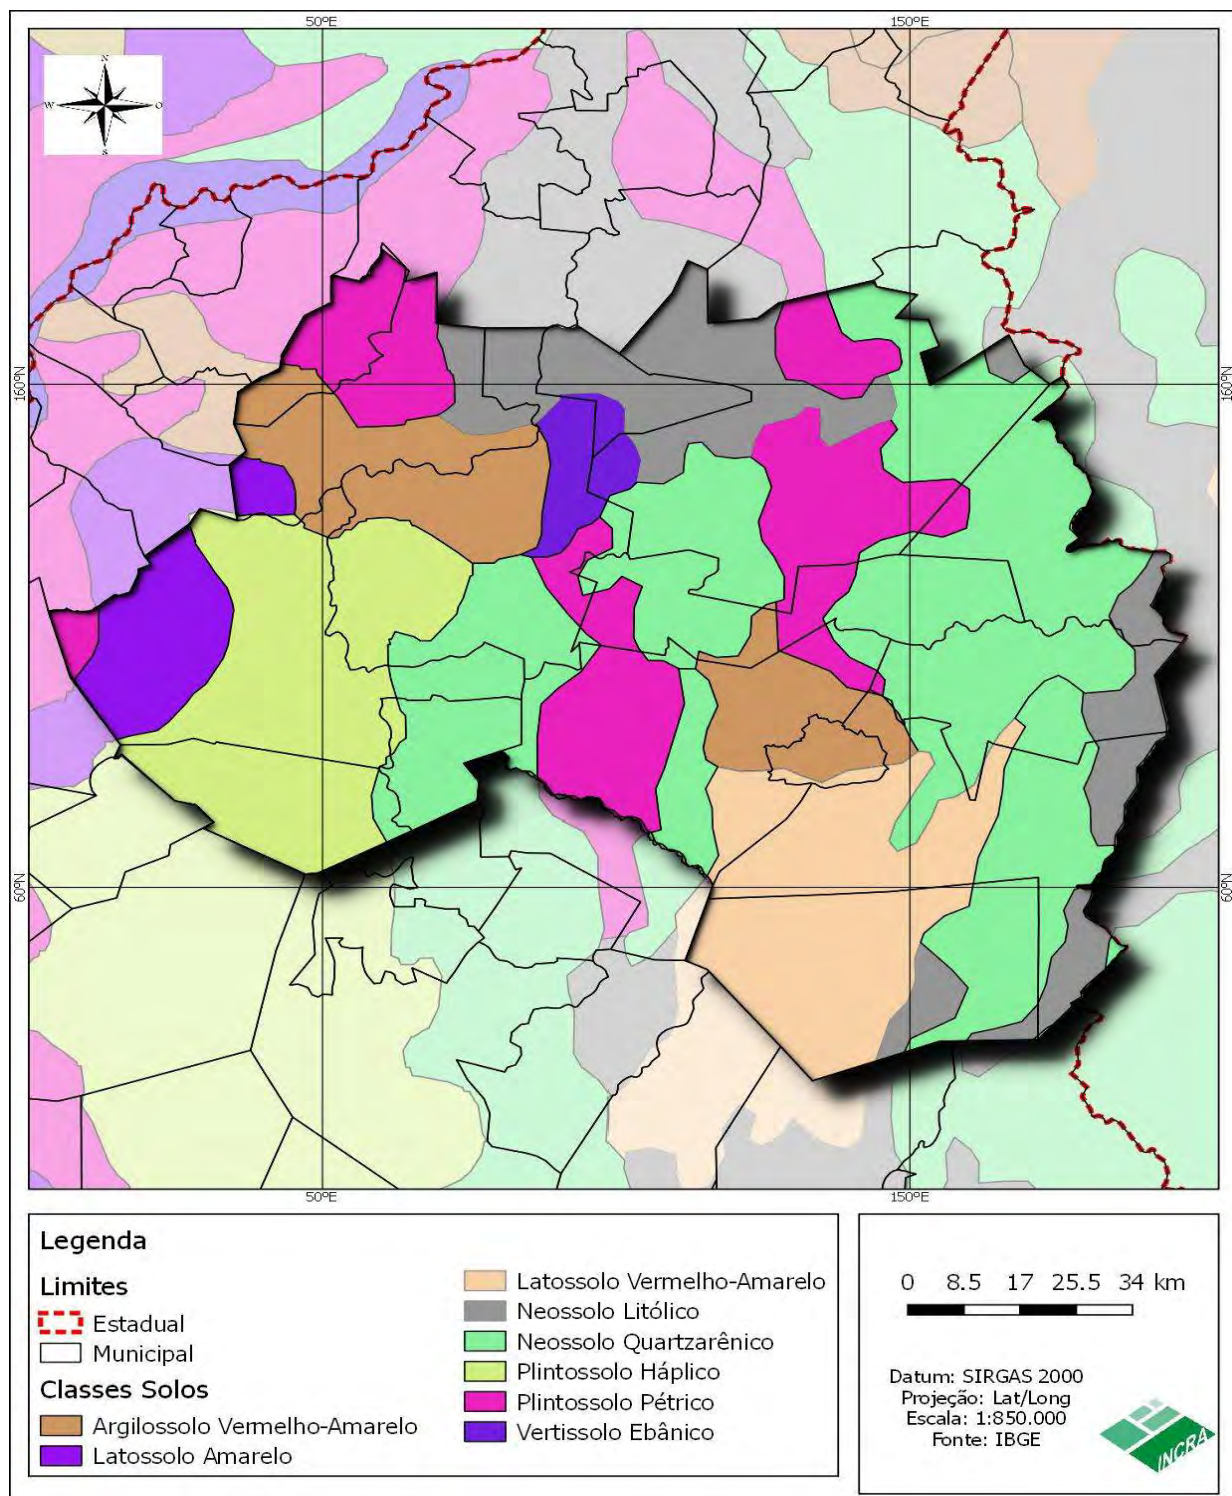 50ºE 150ºE
N
W O
S
160ºN 160ºN
60ºN 60ºN
50ºE 150ºE
Legenda
Limites
Estadual
Municipal
Classes Solos
Argilossolo Vermelho-Amarelo
Latossolo Amarelo
Latossolo Vermelho-Amarelo
Neossolo Litólico
Neossolo Quartzarênico
Plintossolo Háplico
Plintossolo Pétrico
Vertissolo Ebânico
0 8.5 17 25.5 34 km
Datum: SIRGAS 2000
Projeção: Lat/Long
Escala: 1:850.000
Fonte: IBGE
INCRA